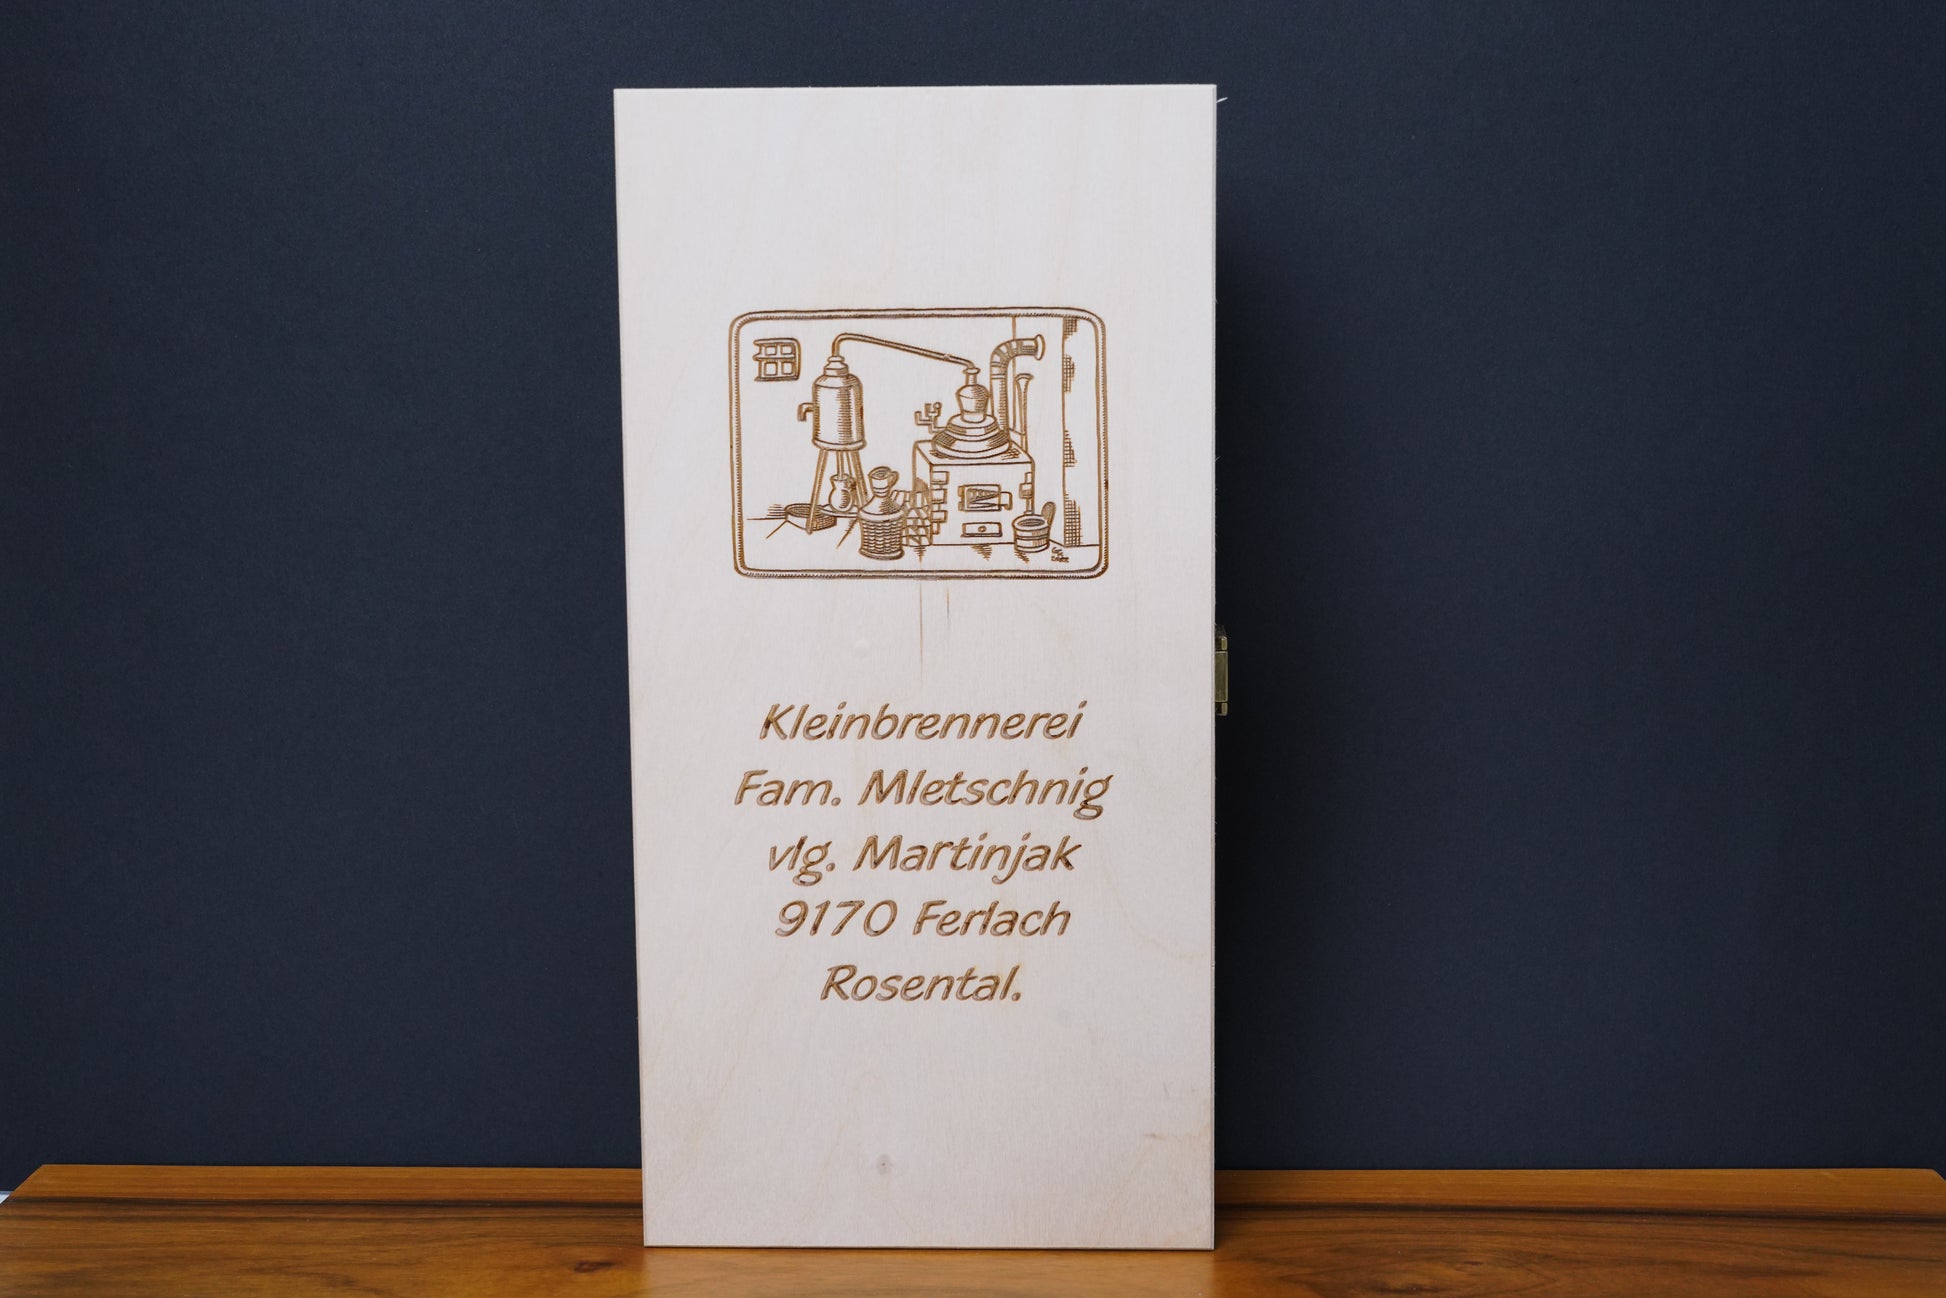 Kleinbrennerei
Fam. Mletschnig
vlg. Martinjak
9170 Ferlach
Rosental.